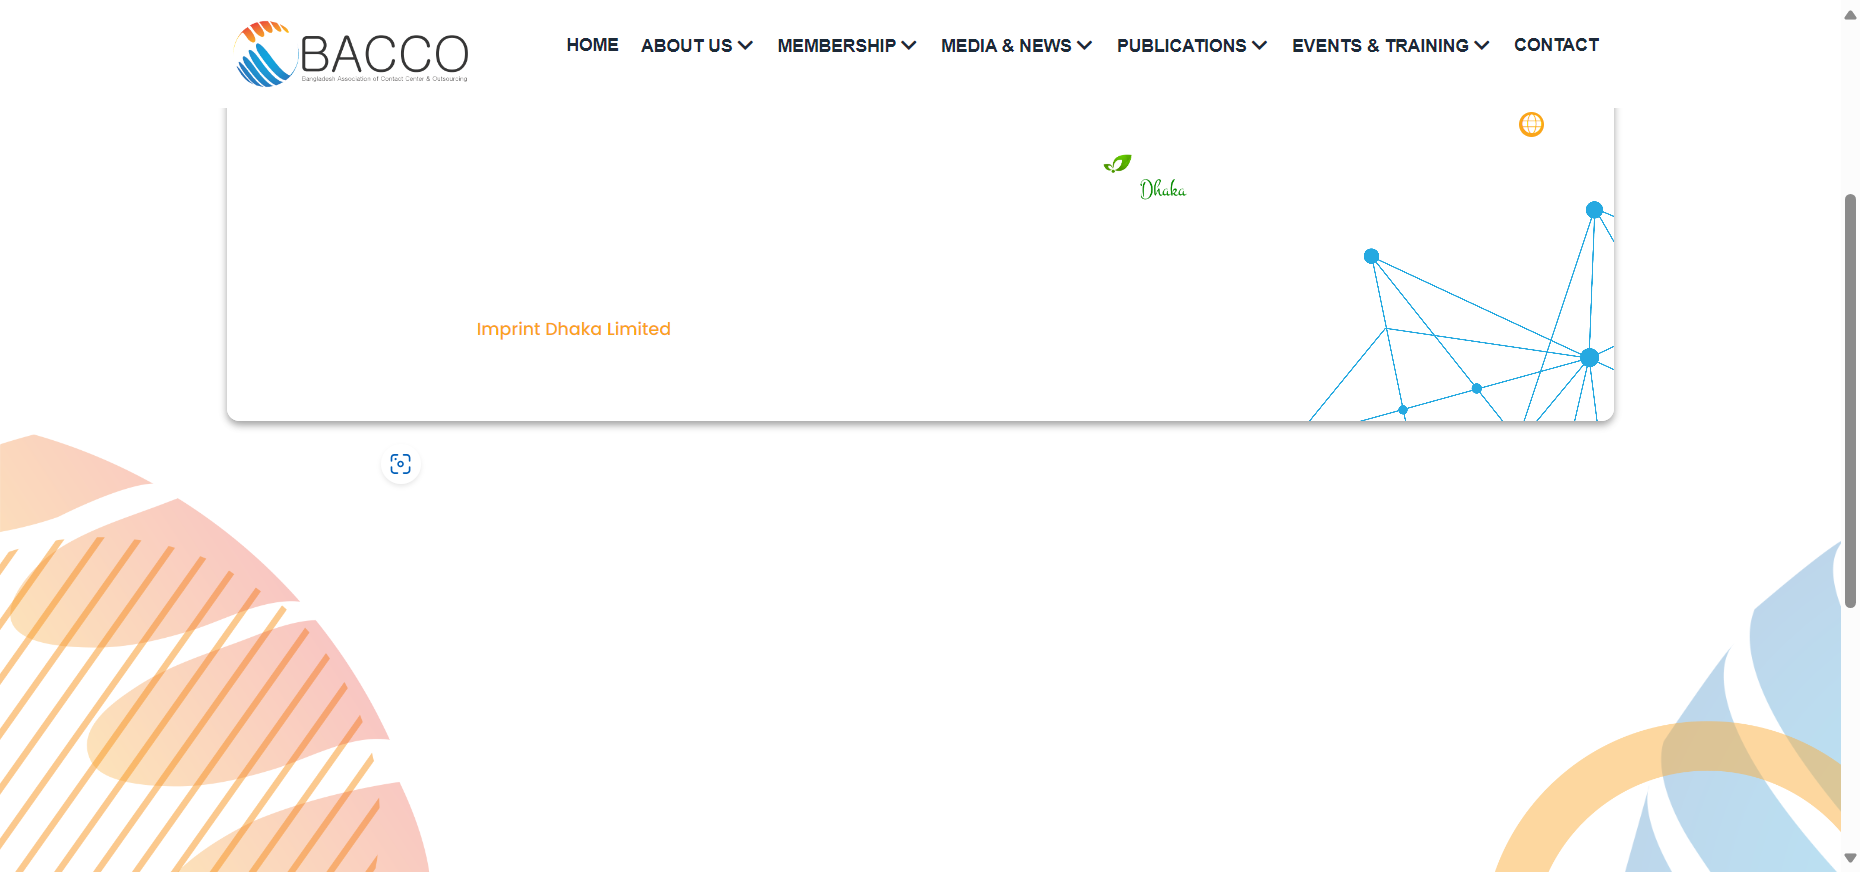 BACCO
Bangladesh Association of Contact Center & Outsourcing
HOME ABOUT US MEMBERSHIP MEDIA & NEWS PUBLICATIONS EVENTS & TRAINING CONTACT
Dhaka
Imprint Dhaka Limited